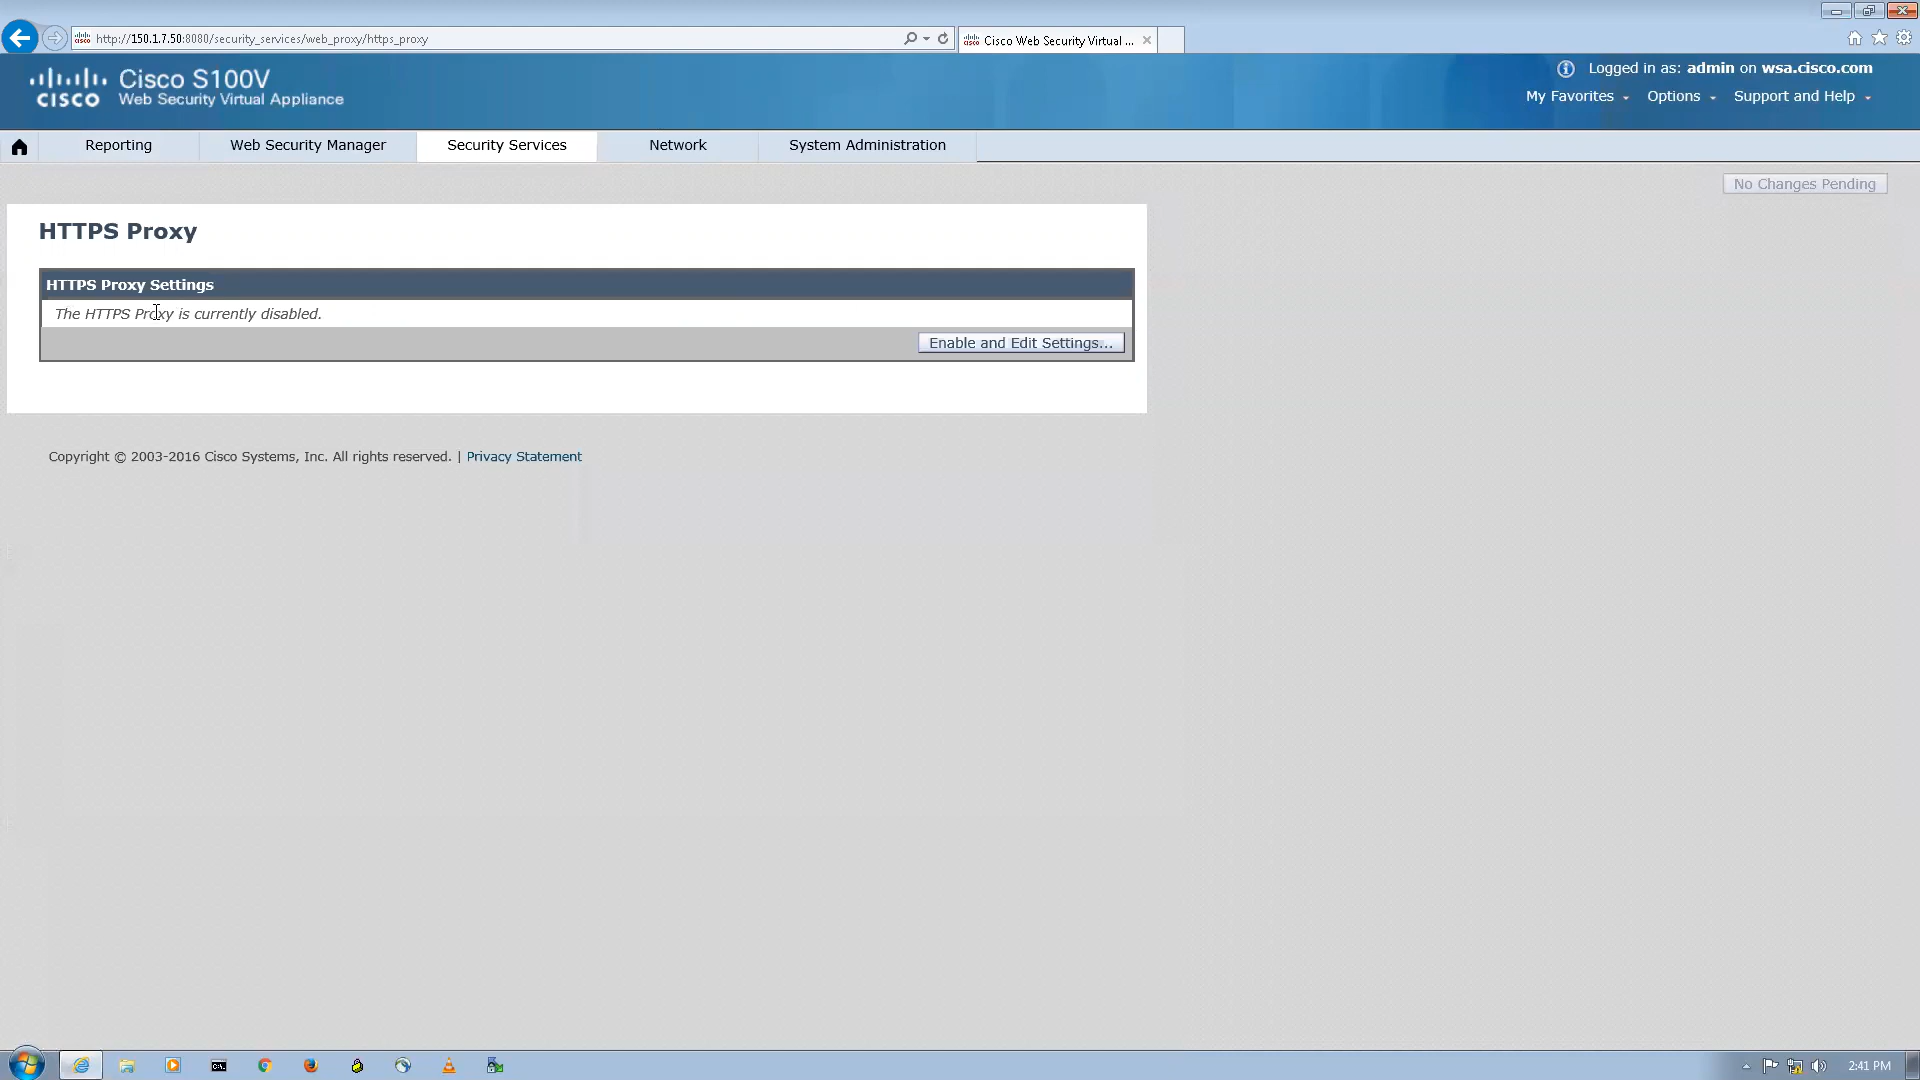 http://150.1.7.50:8080/security_services/web_proxy/https_proxy
Cisco Web Security Virtual ...
CISCO
Cisco S100V
Web Security Virtual Appliance
Logged in as: admin on wsa.cisco.com
My Favorites
Options
Support and Help
Reporting
Web Security Manager
Security Services
Network
System Administration
No Changes Pending
HTTPS Proxy
HTTPS Proxy Settings
The HTTPS Proxy is currently disabled.
Enable and Edit Settings...
Copyright © 2003-2016 Cisco Systems, Inc. All rights reserved. | Privacy Statement
2:41 PM